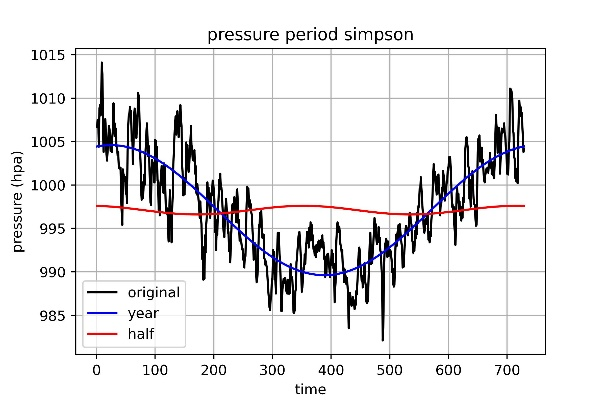 pressure period simpson
1015
1010
1005
1000
995
990
985
pressure (hpa)
original
year
half
0 100 200 300 400 500 600 700
time